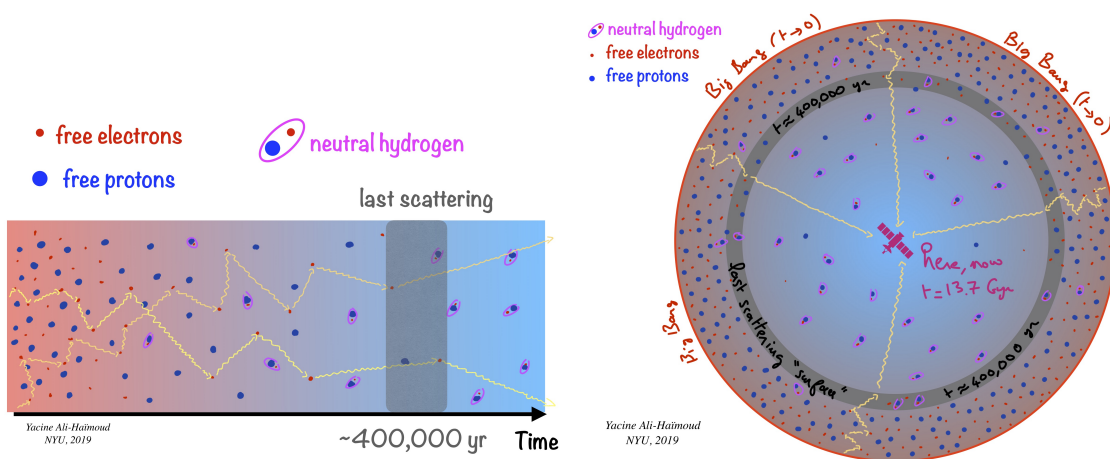 free electrons
free protons
neutral hydrogen
last scattering
~400,000 yr
Time
Yacine Ali-Haïmoud
NYU, 2019
neutral hydrogen
free electrons
free protons
Big Bang (t→0)
Big Bang (t→0)
t≈400,000 yr
here, now
t=13.7 Gyr
Big Bang
last scattering "surface"
t≈400,000 yr
Yacine Ali-Haïmoud
NYU, 2019